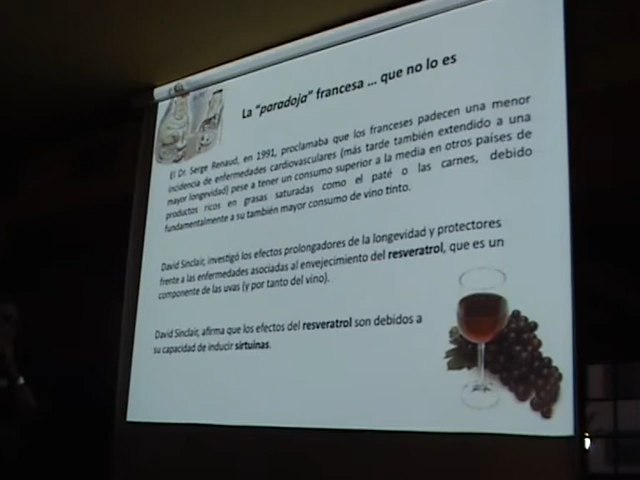 La "paradoja" francesa ... que no lo es
El Dr. Serge Renaud, en 1991, proclamaba que los franceses padecen una menor
incidencia de enfermedades cardiovasculares (más tarde también extendido a una
mayor longevidad) pese a tener un consumo superior a la media en otros países de
productos ricos en grasas saturadas como el paté o las carnes, debido
fundamentalmente a su también mayor consumo de vino tinto.
David Sinclair, investigó los efectos prolongadores de la longevidad y protectores
frente a las enfermedades asociadas al envejecimiento del resveratrol, que es un
componente de las uvas (y por tanto del vino).
David Sinclair, afirma que los efectos del resveratrol son debidos a
su capacidad de inducir sirtuinas.